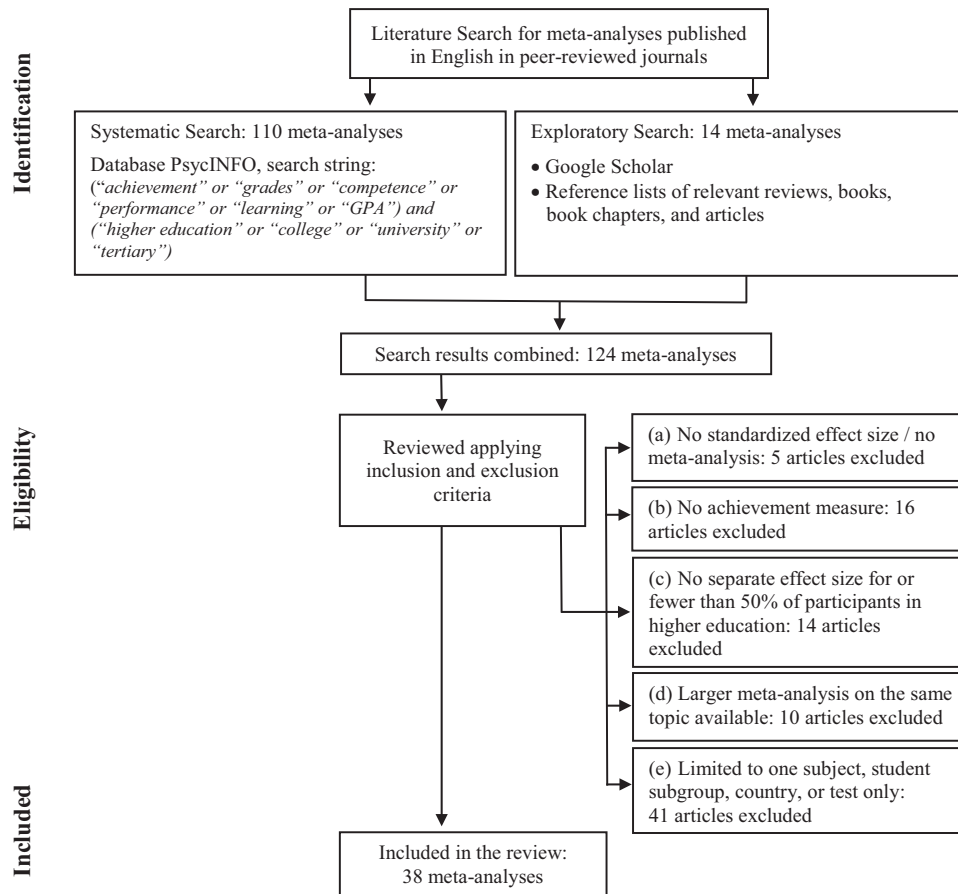 Identification
Literature Search for meta-analyses published
in English in peer-reviewed journals
Systematic Search: 110 meta-analyses
Database PsycINFO, search string:
(“achievement” or “grades” or “competence” or
“performance” or “learning” or “GPA”) and
(“higher education” or “college” or “university” or
“tertiary”)
Exploratory Search: 14 meta-analyses
• Google Scholar
• Reference lists of relevant reviews, books,
book chapters, and articles
Search results combined: 124 meta-analyses
Eligibility
Reviewed applying
inclusion and exclusion
criteria
(a) No standardized effect size / no
meta-analysis: 5 articles excluded
(b) No achievement measure: 16
articles excluded
(c) No separate effect size for or
fewer than 50% of participants in
higher education: 14 articles
excluded
(d) Larger meta-analysis on the same
topic available: 10 articles excluded
(e) Limited to one subject, student
subgroup, country, or test only:
41 articles excluded
Included
Included in the review:
38 meta-analyses